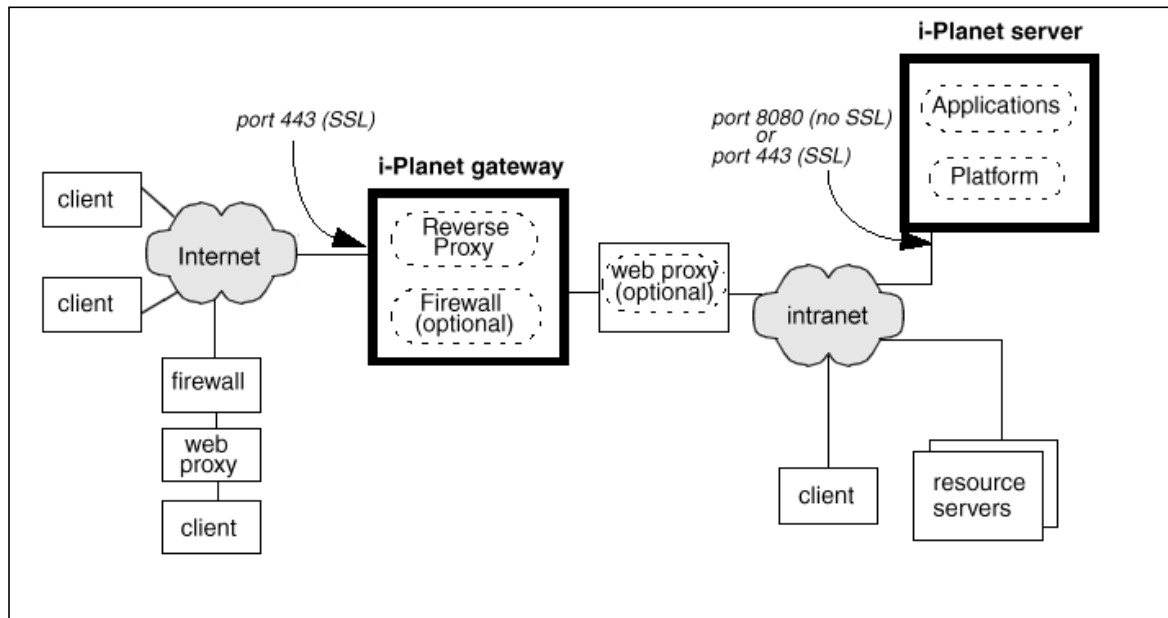 i-Planet server
Applications
Platform
port 8080 (no SSL)
or
port 443 (SSL)
port 443 (SSL)
i-Planet gateway
Reverse
Proxy
Firewall
(optional)
client
Internet
client
web proxy
(optional)
intranet
firewall
web
proxy
client
client
resource
servers